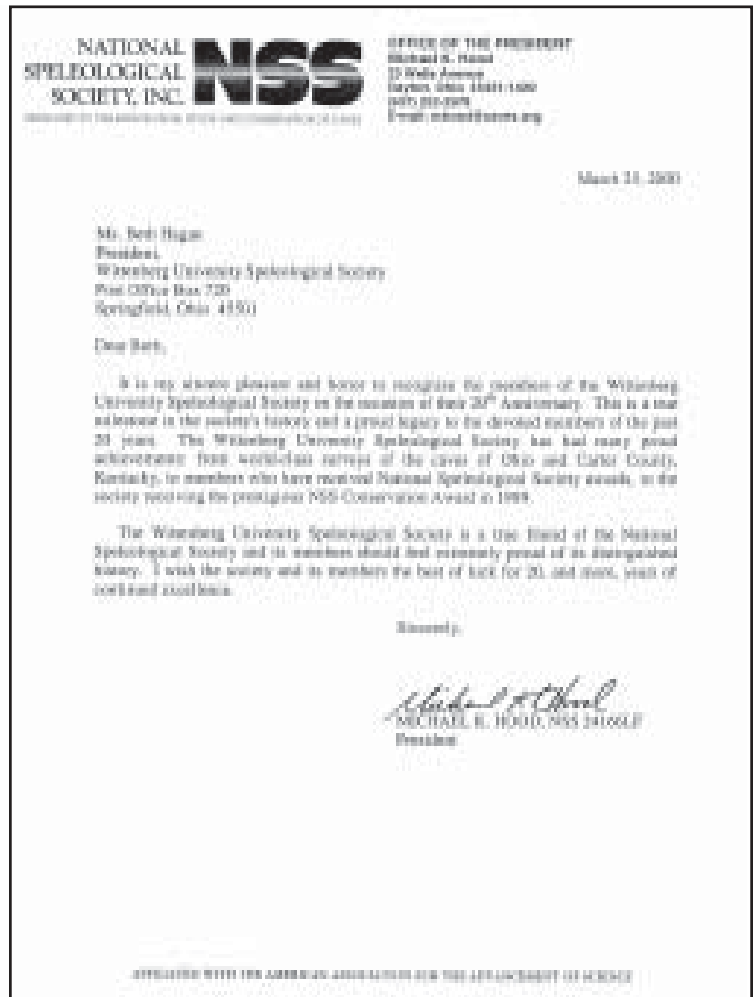 NATIONAL
SPELEOLOGICAL
SOCIETY, INC.
NSS
OFFICE OF THE PRESIDENT
Michael K. Hood
Dayton, Ohio
March 2000
Ms. Beth Hagan
President,
Wittenberg University Speleological Society
Post Office Box 720
Springfield, Ohio 45501
Dear Beth,
It is my sincere pleasure and honor to recognize the members of the Wittenberg
University Speleological Society on the occasion of their 20th Anniversary. This is a true
milestone in the society's history and a proud legacy to the devoted members of the past
20 years. The Wittenberg University Speleological Society has had many proud
achievements from world-class surveys of the caves of Ohio and Carter County,
Kentucky, to members who have received National Speleological Society awards, to the
society receiving the prestigious NSS Conservation Award in
The Wittenberg University Speleological Society is a true friend of the National
Speleological Society and its members should feel extremely proud of its distinguished
history. I wish the society and its members the best of luck for 20, and more, years of
continued excellence.
Sincerely,
MICHAEL K. HOOD, NSS
President
AFFILIATED WITH THE AMERICAN ASSOCIATION FOR THE ADVANCEMENT OF SCIENCE